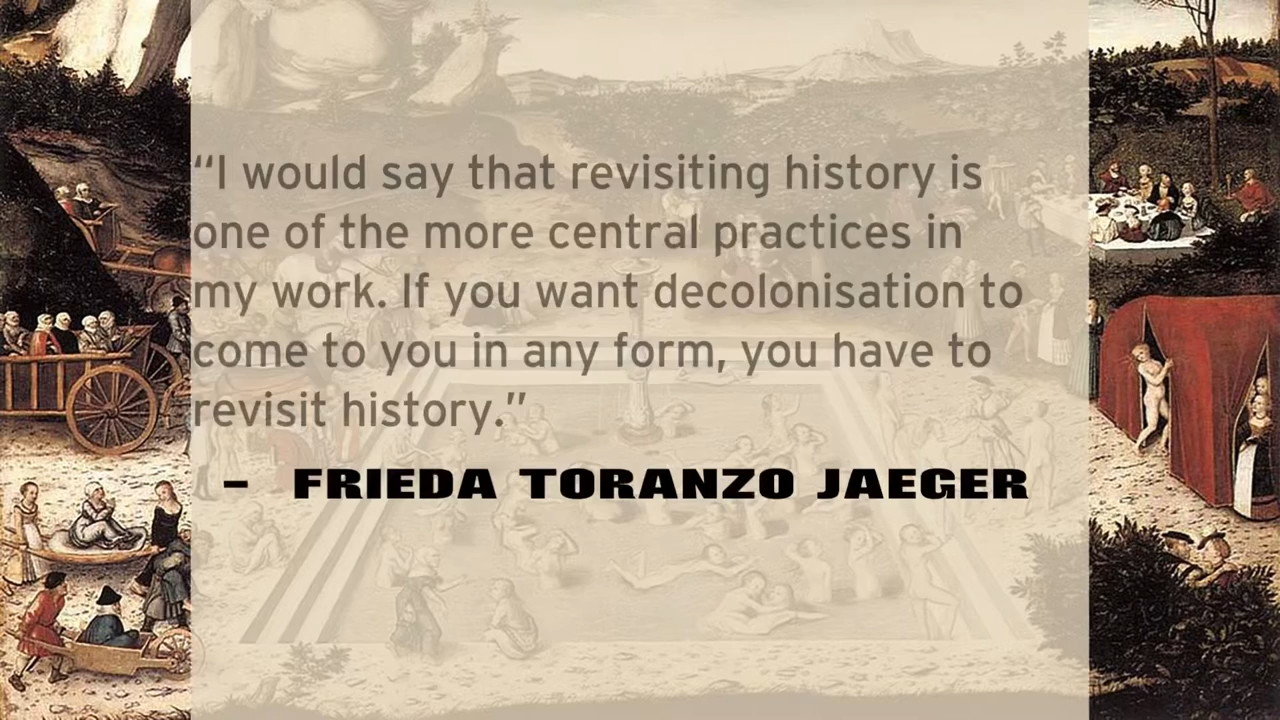 “I would say that revisiting history is
one of the more central practices in
my work. If you want decolonisation to
come to you in any form, you have to
revisit history.”
– FRIEDA TORANZO JAEGER